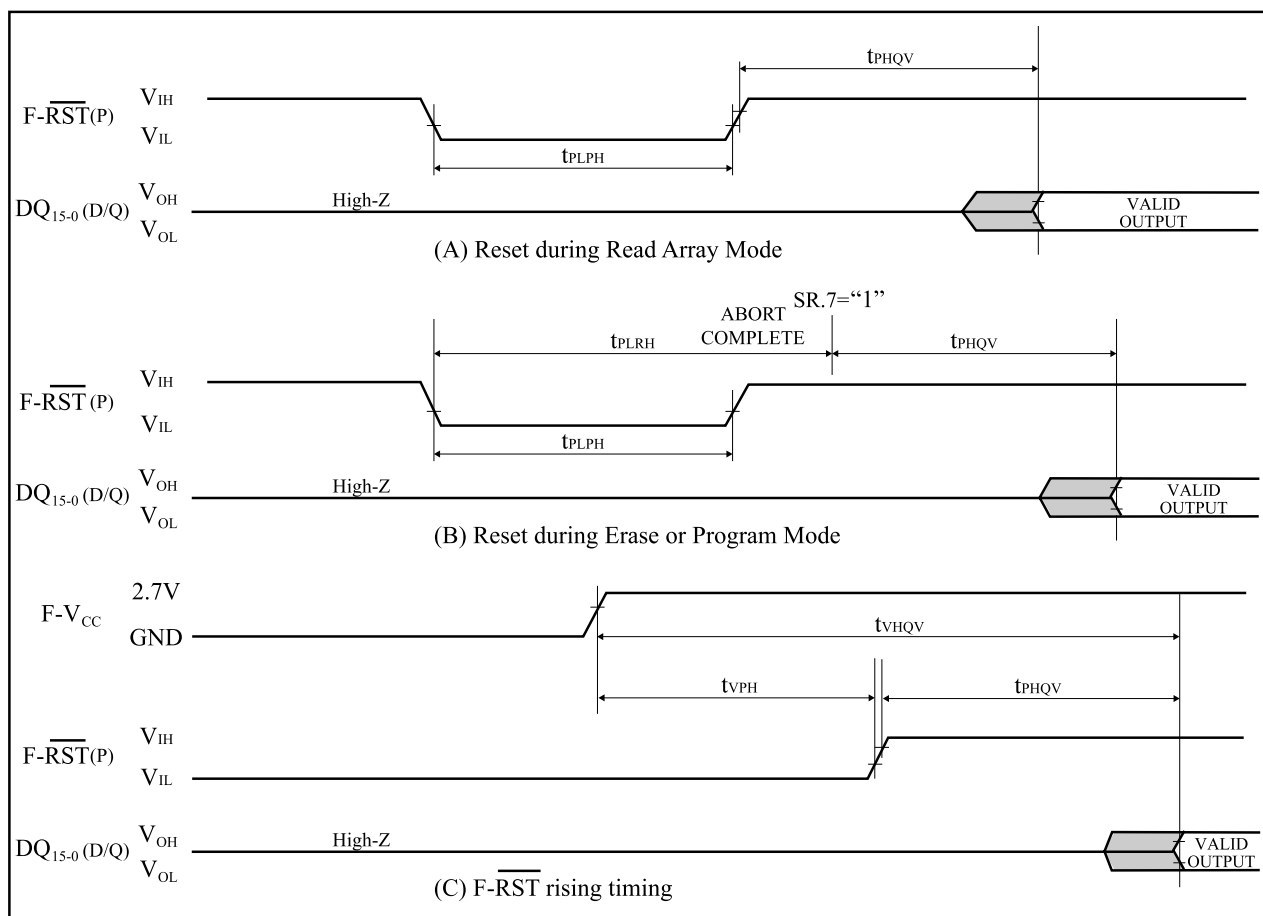 tPHQV
VIH
F-RST(P)
VIL
tPLPH
VOH
High-Z
DQ15-0 (D/Q)
VALID
OUTPUT
VOL
(A) Reset during Read Array Mode
SR.7=“1”
ABORT
COMPLETE
tPLRH
tPHQV
VIH
F-RST(P)
VIL
tPLPH
VOH
High-Z
DQ15-0 (D/Q)
VALID
OUTPUT
VOL
(B) Reset during Erase or Program Mode
2.7V
F-VCC
GND
tVHQV
tVPH
tPHQV
VIH
F-RST(P)
VIL
VOH
High-Z
DQ15-0 (D/Q)
VALID
OUTPUT
VOL
(C) F-RST rising timing